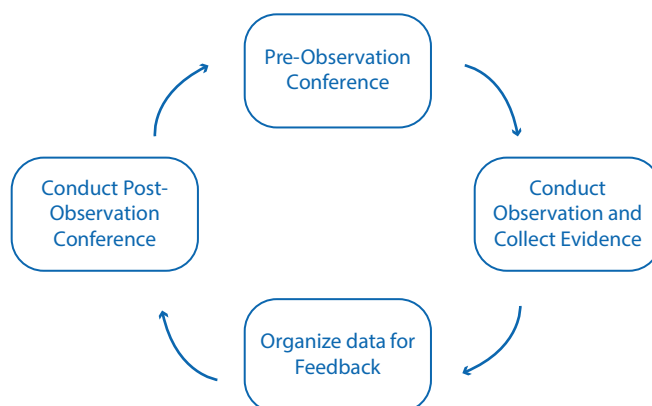 Pre-Observation
Conference
Conduct
Observation and
Collect Evidence
Organize data for
Feedback
Conduct Post-
Observation
Conference